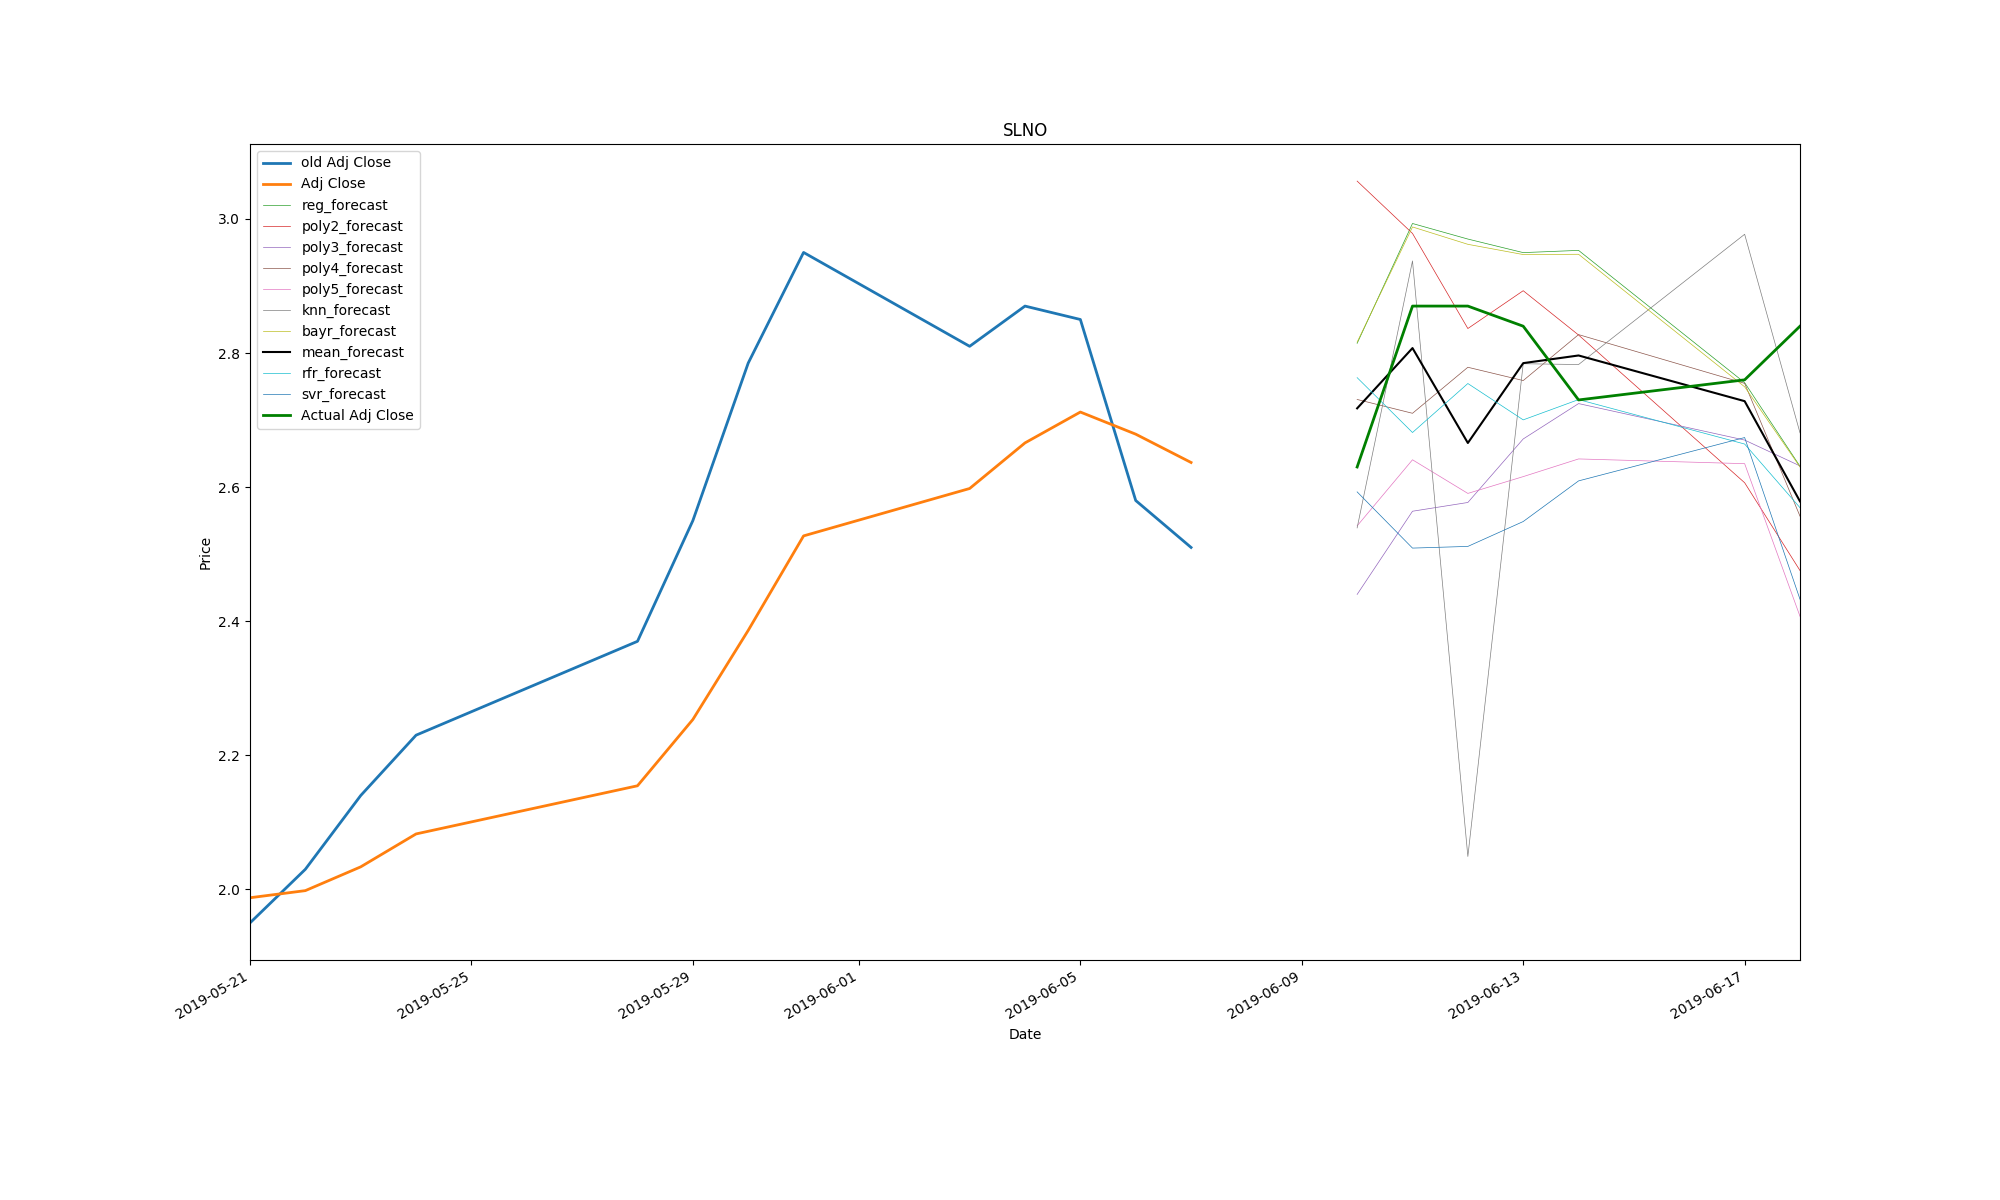 SLNO
old Adj Close
Adj Close
reg_forecast
poly2_forecast
poly3_forecast
poly4_forecast
poly5_forecast
knn_forecast
bayr_forecast
mean_forecast
rfr_forecast
svr_forecast
Actual Adj Close
3.0
2.8
2.6
2.4
2.2
2.0
Price
2019-05-21
2019-05-25
2019-05-29
2019-06-01
2019-06-05
2019-06-09
2019-06-13
2019-06-17
Date